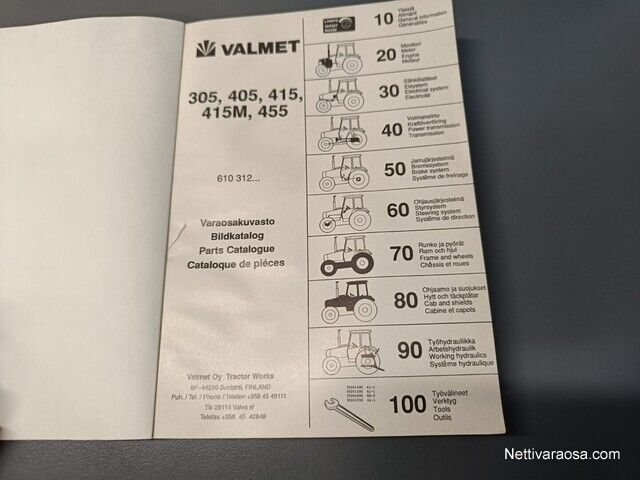 VALMET
305, 405, 415,
415M, 455
610 312...
Varaosakuvasto
Bildkatalog
Parts Catalogue
Cataloque de piéces
Valmet Oy Tractor Works
SF-44200 Suolahti, FINLAND
Puh. / Tel. / Phone / Telefon +358 45 49111
Tlx 28114 Valva sf
Telefax +358 45 42848
10
Yleistä
Allmänt
General information
Généralités
20
Moottori
Motor
Engine
Moteur
30
Sähkölaitteet
Elsystem
Electrical system
Electricité
40
Voimansiirto
Kraftöverföring
Power transmission
Transmission
50
Jarrujärjestelmä
Bromssystem
Brake system
Système de freinage
60
Ohjausjärjestelmä
Styrsystem
Steering system
Système de direction
70
Runko ja pyörät
Ram och hjul
Frame and wheels
Châssis et roues
80
Ohjaamo ja suojukset
Hytt och täckplåtar
Cab and shields
Cabine et capots
90
Työhydrauliikka
Arbetshydraulik
Working hydraulics
Système hydraulique
100
Työvälineet
Verktyg
Tools
Outils
Nettivaraosa.com